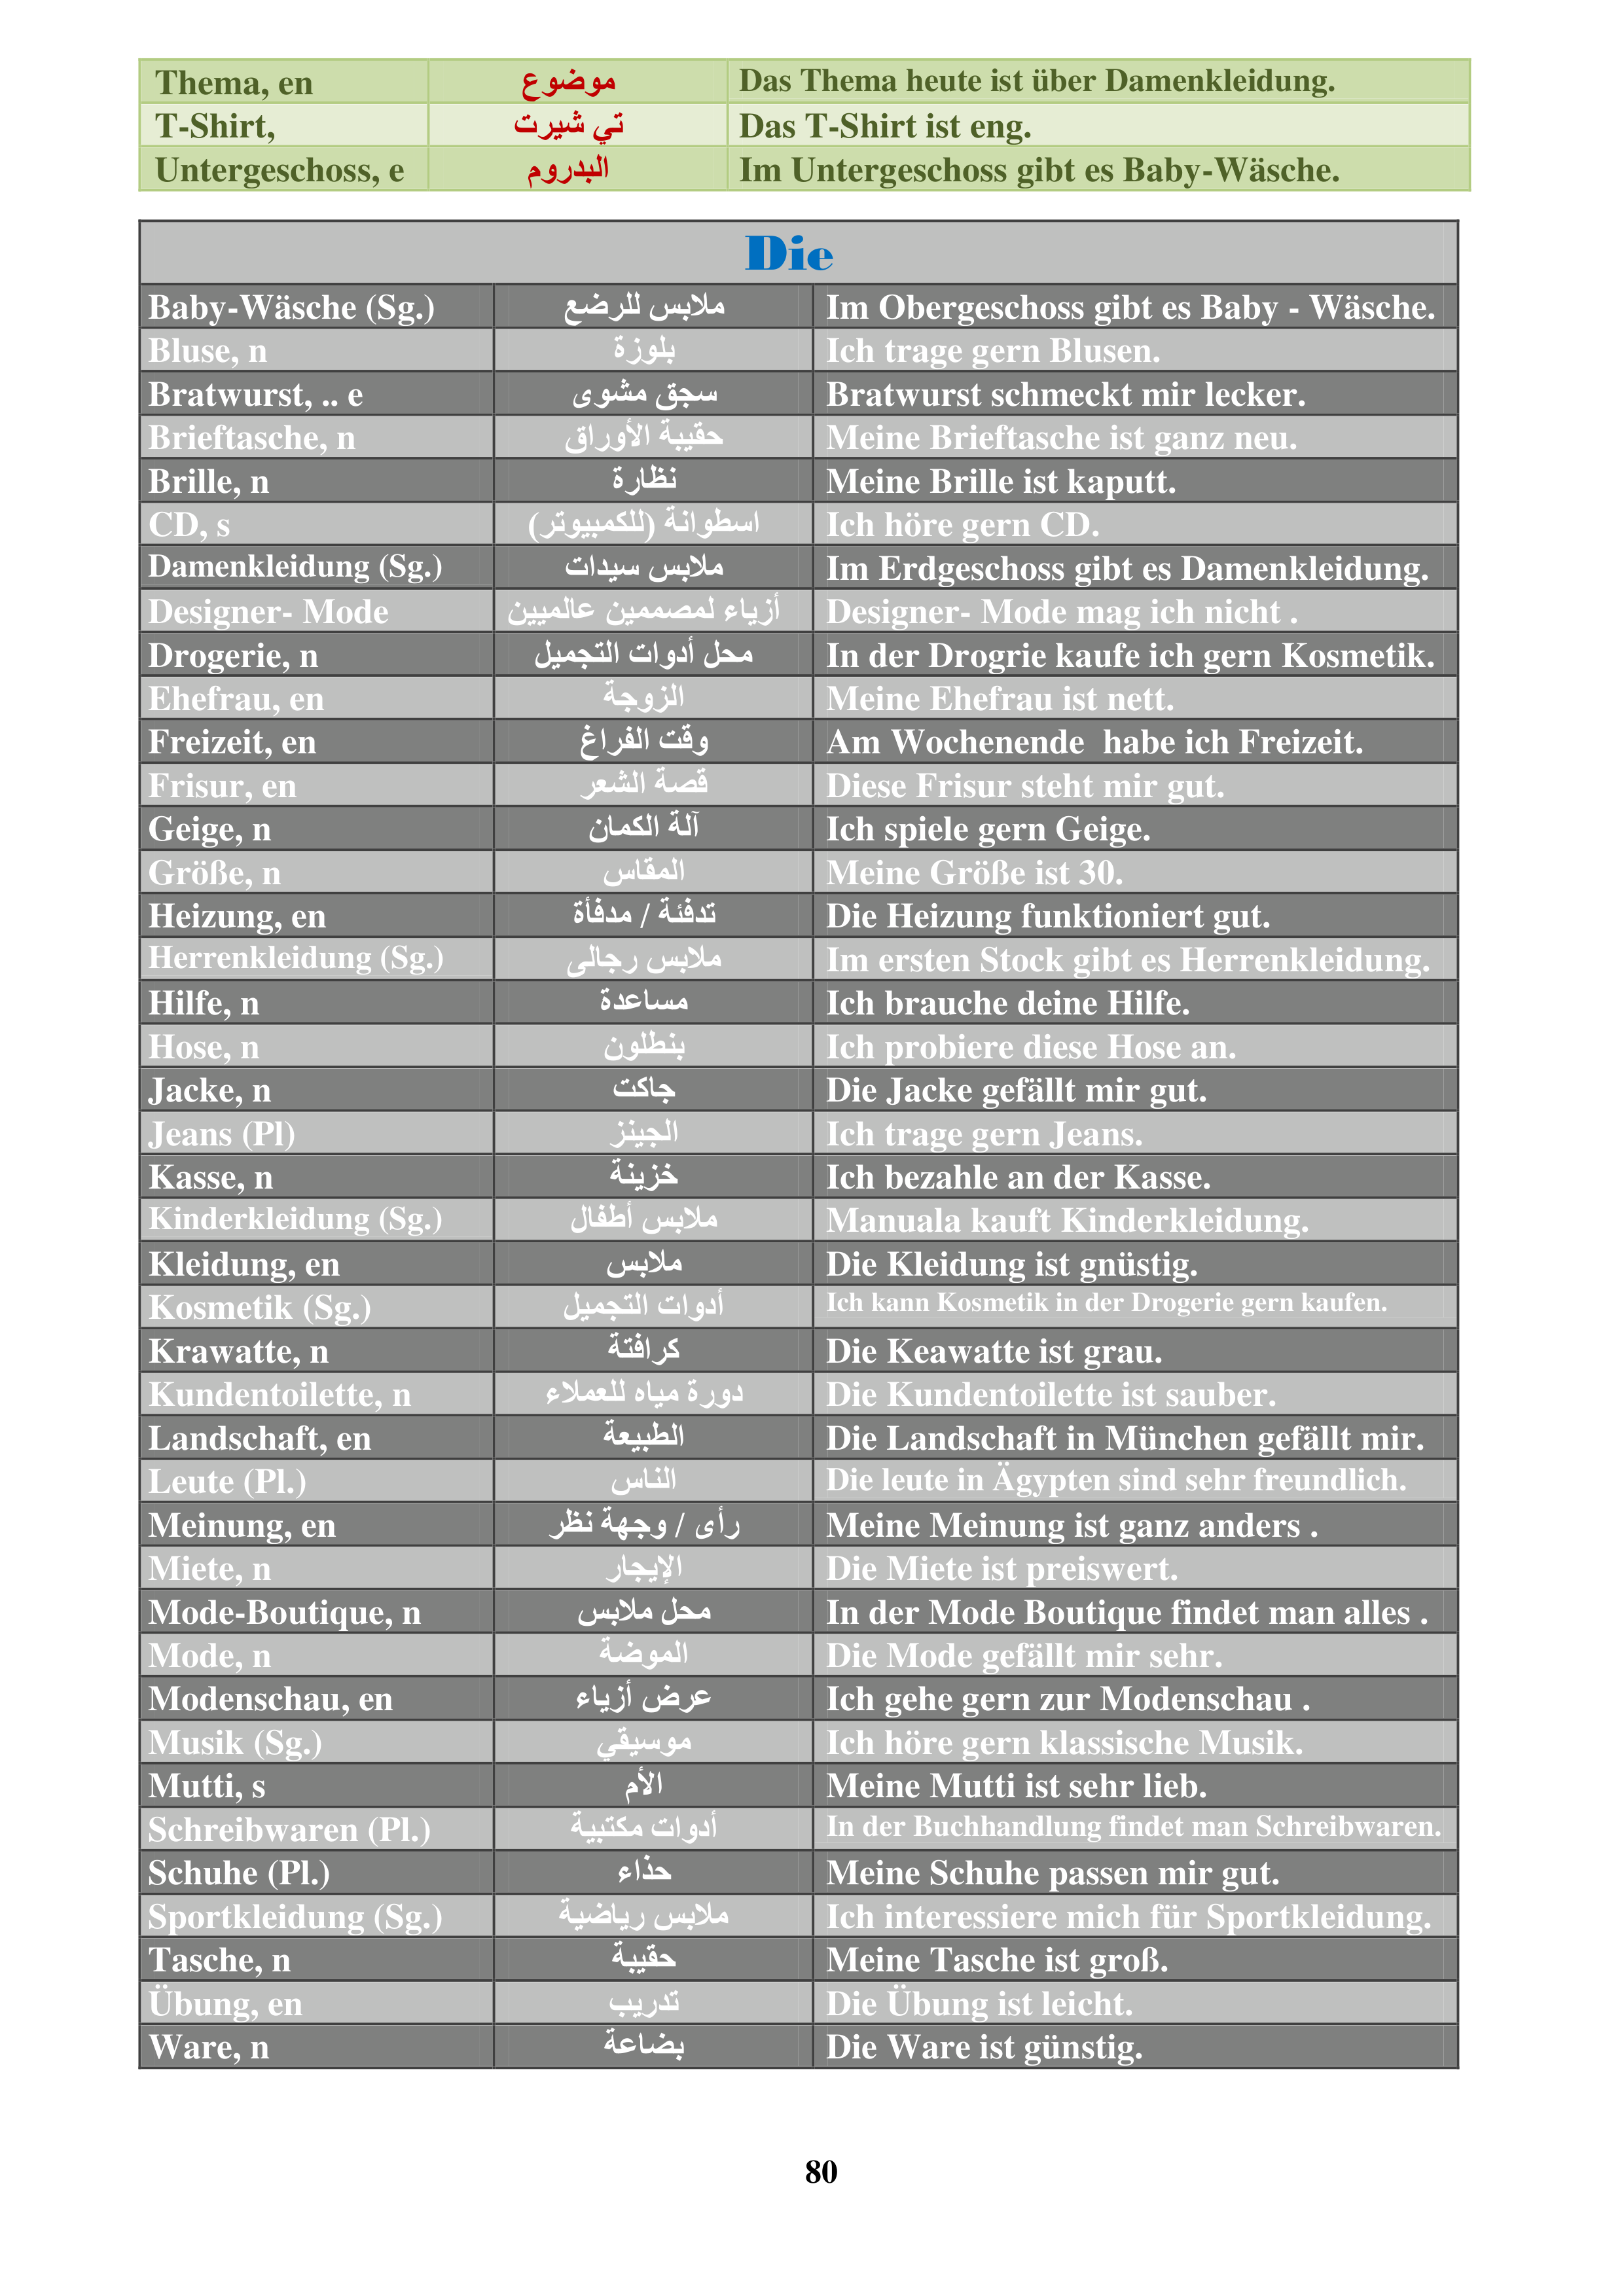 Thema, en موضوع Das Thema heute ist über Damenkleidung.
T-Shirt, تي شيرت Das T-Shirt ist eng.
Untergeschoss, e البدروم Im Untergeschoss gibt es Baby-Wäsche.
Die
Baby-Wäsche (Sg.) ملابس للرضع Im Obergeschoss gibt es Baby - Wäsche.
Bluse, n بلوزة Ich trage gern Blusen.
Bratwurst, .. e سجق مشوى Bratwurst schmeckt mir lecker.
Brieftasche, n حقيبة الأوراق Meine Brieftasche ist ganz neu.
Brille, n نظارة Meine Brille ist kaputt.
CD, s اسطوانة (للكمبيوتر) Ich höre gern CD.
Damenkleidung (Sg.) ملابس سيدات Im Erdgeschoss gibt es Damenkleidung.
Designer- Mode أزياء لمصممين عالميين Designer- Mode mag ich nicht .
Drogerie, n محل أدوات التجميل In der Drogrie kaufe ich gern Kosmetik.
Ehefrau, en الزوجة Meine Ehefrau ist nett.
Freizeit, en وقت الفراغ Am Wochenende habe ich Freizeit.
Frisur, en قصة الشعر Diese Frisur steht mir gut.
Geige, n آلة الكمان Ich spiele gern Geige.
Größe, n المقاس Meine Größe ist 30.
Heizung, en تدفئة / مدفأة Die Heizung funktioniert gut.
Herrenkleidung (Sg.) ملابس رجالى Im ersten Stock gibt es Herrenkleidung.
Hilfe, n مساعدة Ich brauche deine Hilfe.
Hose, n بنطلون Ich probiere diese Hose an.
Jacke, n جاكت Die Jacke gefällt mir gut.
Jeans (Pl) الجينز Ich trage gern Jeans.
Kasse, n خزينة Ich bezahle an der Kasse.
Kinderkleidung (Sg.) ملابس أطفال Manuala kauft Kinderkleidung.
Kleidung, en ملابس Die Kleidung ist gnüstig.
Kosmetik (Sg.) أدوات التجميل Ich kann Kosmetik in der Drogerie gern kaufen.
Krawatte, n كرافتة Die Keawatte ist grau.
Kundentoilette, n دورة مياه للعملاء Die Kundentoilette ist sauber.
Landschaft, en الطبيعة Die Landschaft in München gefällt mir.
Leute (Pl.) الناس Die leute in Ägypten sind sehr freundlich.
Meinung, en رأى / وجهة نظر Meine Meinung ist ganz anders .
Miete, n الإيجار Die Miete ist preiswert.
Mode-Boutique, n محل ملابس In der Mode Boutique findet man alles .
Mode, n الموضة Die Mode gefällt mir sehr.
Modenschau, en عرض أزياء Ich gehe gern zur Modenschau .
Musik (Sg.) موسيقي Ich höre gern klassische Musik.
Mutti, s الأم Meine Mutti ist sehr lieb.
Schreibwaren (Pl.) أدوات مكتبية In der Buchhandlung findet man Schreibwaren.
Schuhe (Pl.) حذاء Meine Schuhe passen mir gut.
Sportkleidung (Sg.) ملابس رياضية Ich interessiere mich für Sportkleidung.
Tasche, n حقيبة Meine Tasche ist groß.
Übung, en تدريب Die Übung ist leicht.
Ware, n بضاعة Die Ware ist günstig.
80